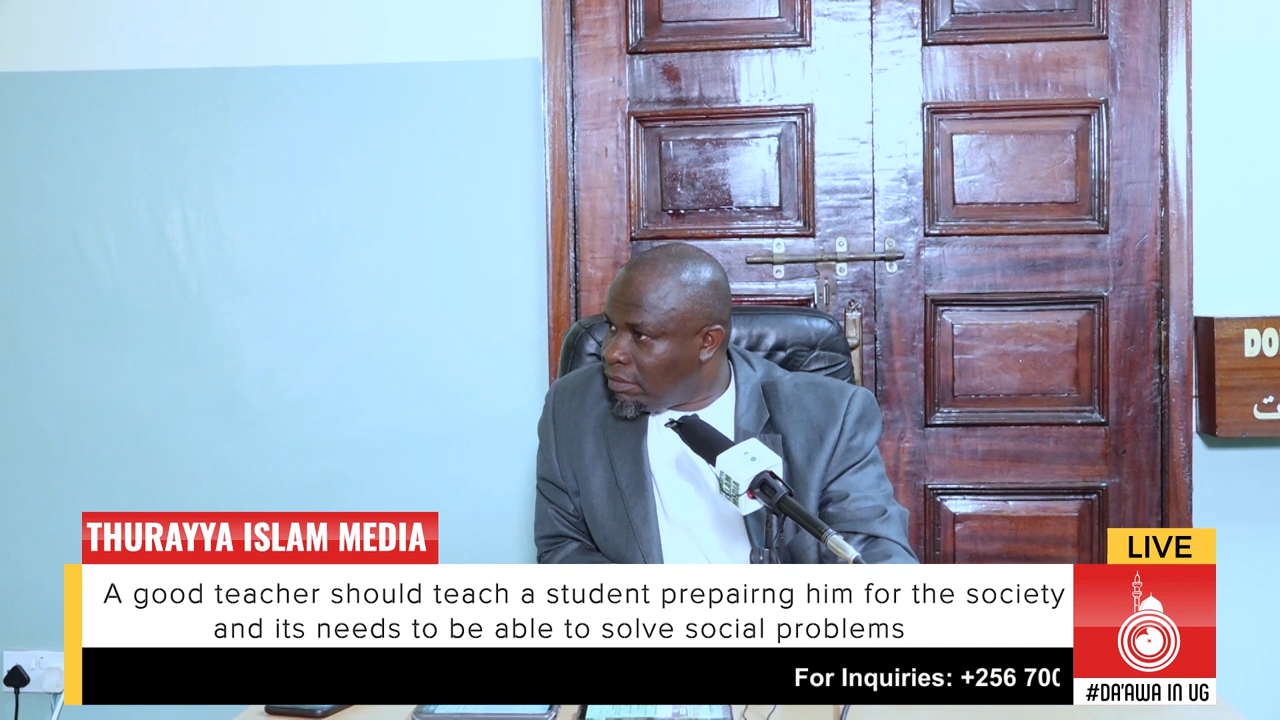 DO
THURAYYA ISLAM MEDIA
LIVE
A good teacher should teach a student prepairng him for the society
and its needs to be able to solve social problems
For Inquiries: +256 700
#DA'AWA IN UG